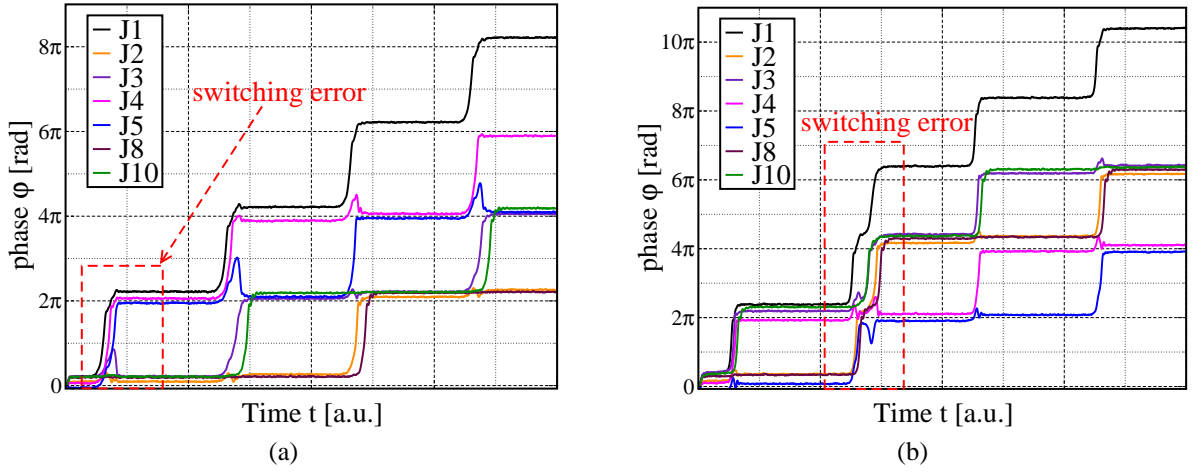 8π
6π
4π
2π
0
phase φ [rad]
J1
J2
J3
J4
J5
J8
J10
switching error
Time t [a.u.]
(a)
10π
8π
6π
4π
2π
0
phase φ [rad]
J1
J2
J3
J4
J5
J8
J10
switching error
Time t [a.u.]
(b)